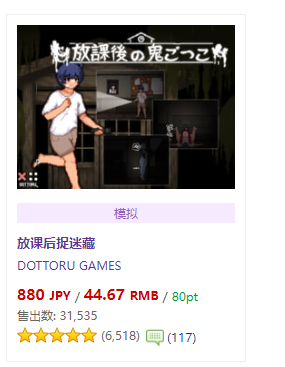 放課後の鬼ごっこ
DOTTORU
模拟
放课后捉迷藏
DOTTORU GAMES
880 JPY / 44.67 RMB / 80pt
售出数: 31,535
(6,518) (117)